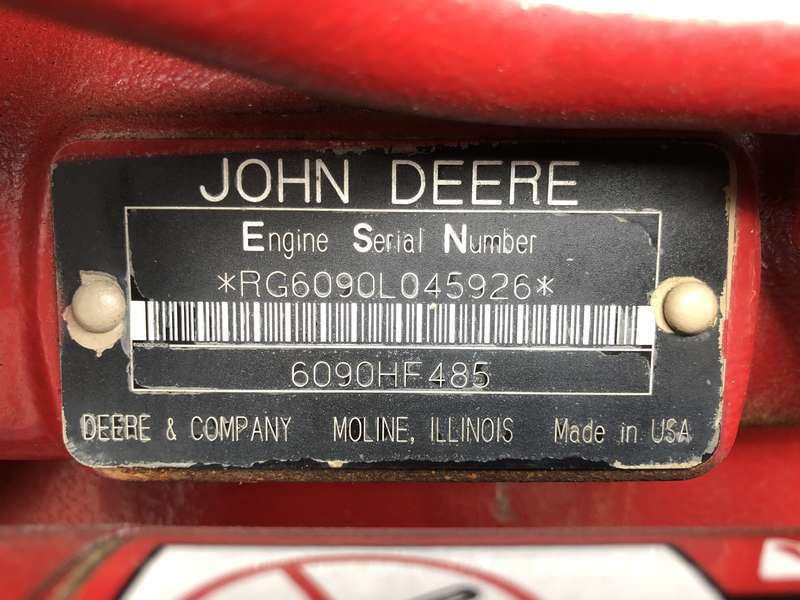 JOHN DEERE
Engine Serial Number
*RG6090L045926*
6090HF485
DEERE & COMPANY MOLINE, ILLINOIS Made in USA